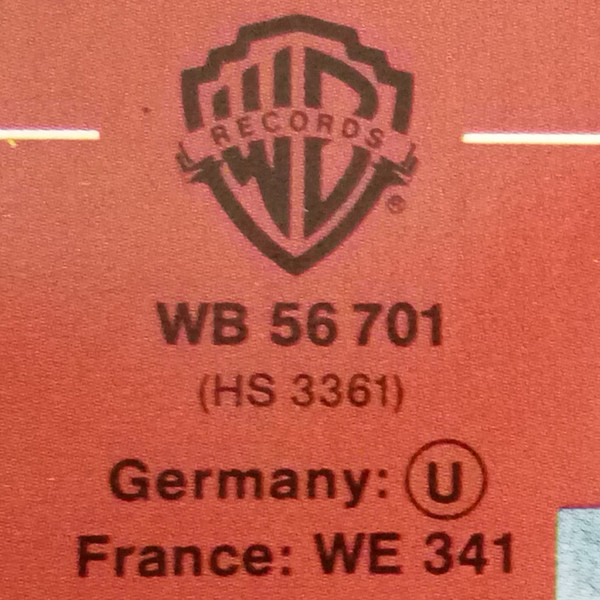 WB
RECORDS
®
WB 56 701
(HS 3361)
Germany: Ⓤ
France: WE 341